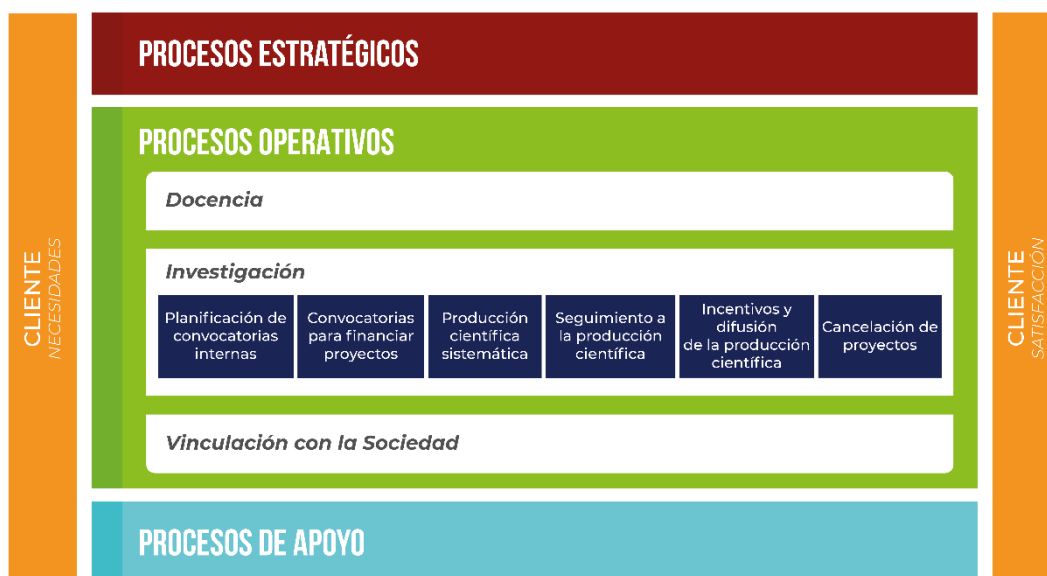 CLIENTE
NECESIDADES
PROCESOS ESTRATÉGICOS
PROCESOS OPERATIVOS
Docencia
Investigación
Planificación de
convocatorias
internas
Convocatorias
para financiar
proyectos
Producción
científica
sistemática
Seguimiento a
la producción
científica
Incentivos y
difusión
de la producción
científica
Cancelación de
proyectos
Vinculación con la Sociedad
PROCESOS DE APOYO
CLIENTE
SATISFACCIÓN